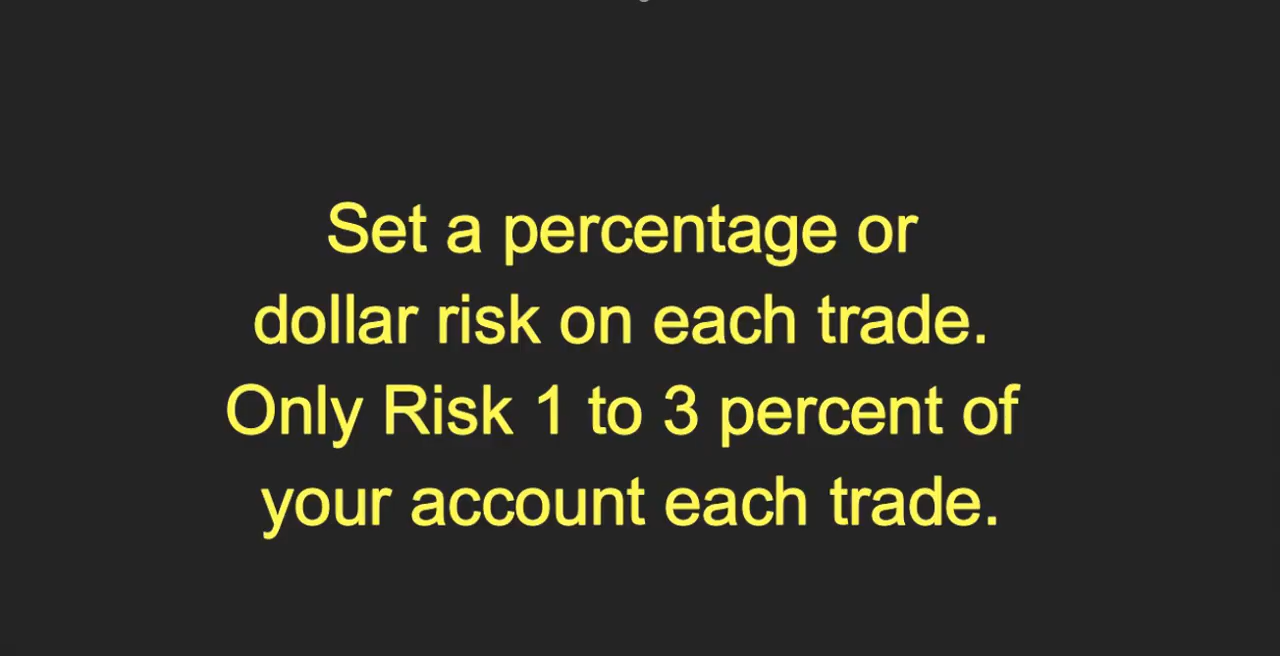 Set a percentage or
dollar risk on each trade.
Only Risk 1 to 3 percent of
your account each trade.